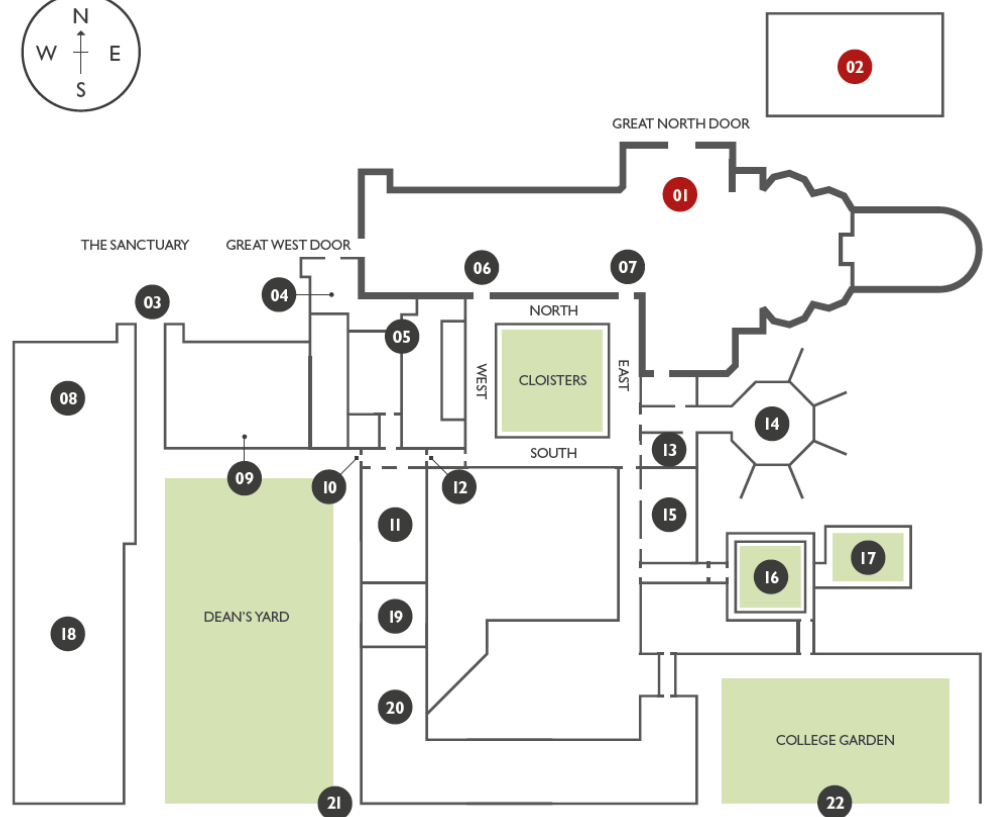 N
W E
S
02
GREAT NORTH DOOR
01
THE SANCTUARY
GREAT WEST DOOR
06
07
03
04
NORTH
05
WEST
CLOISTERS
EAST
08
14
13
SOUTH
09
10
12
15
11
17
16
19
DEAN'S YARD
18
20
COLLEGE GARDEN
21
22